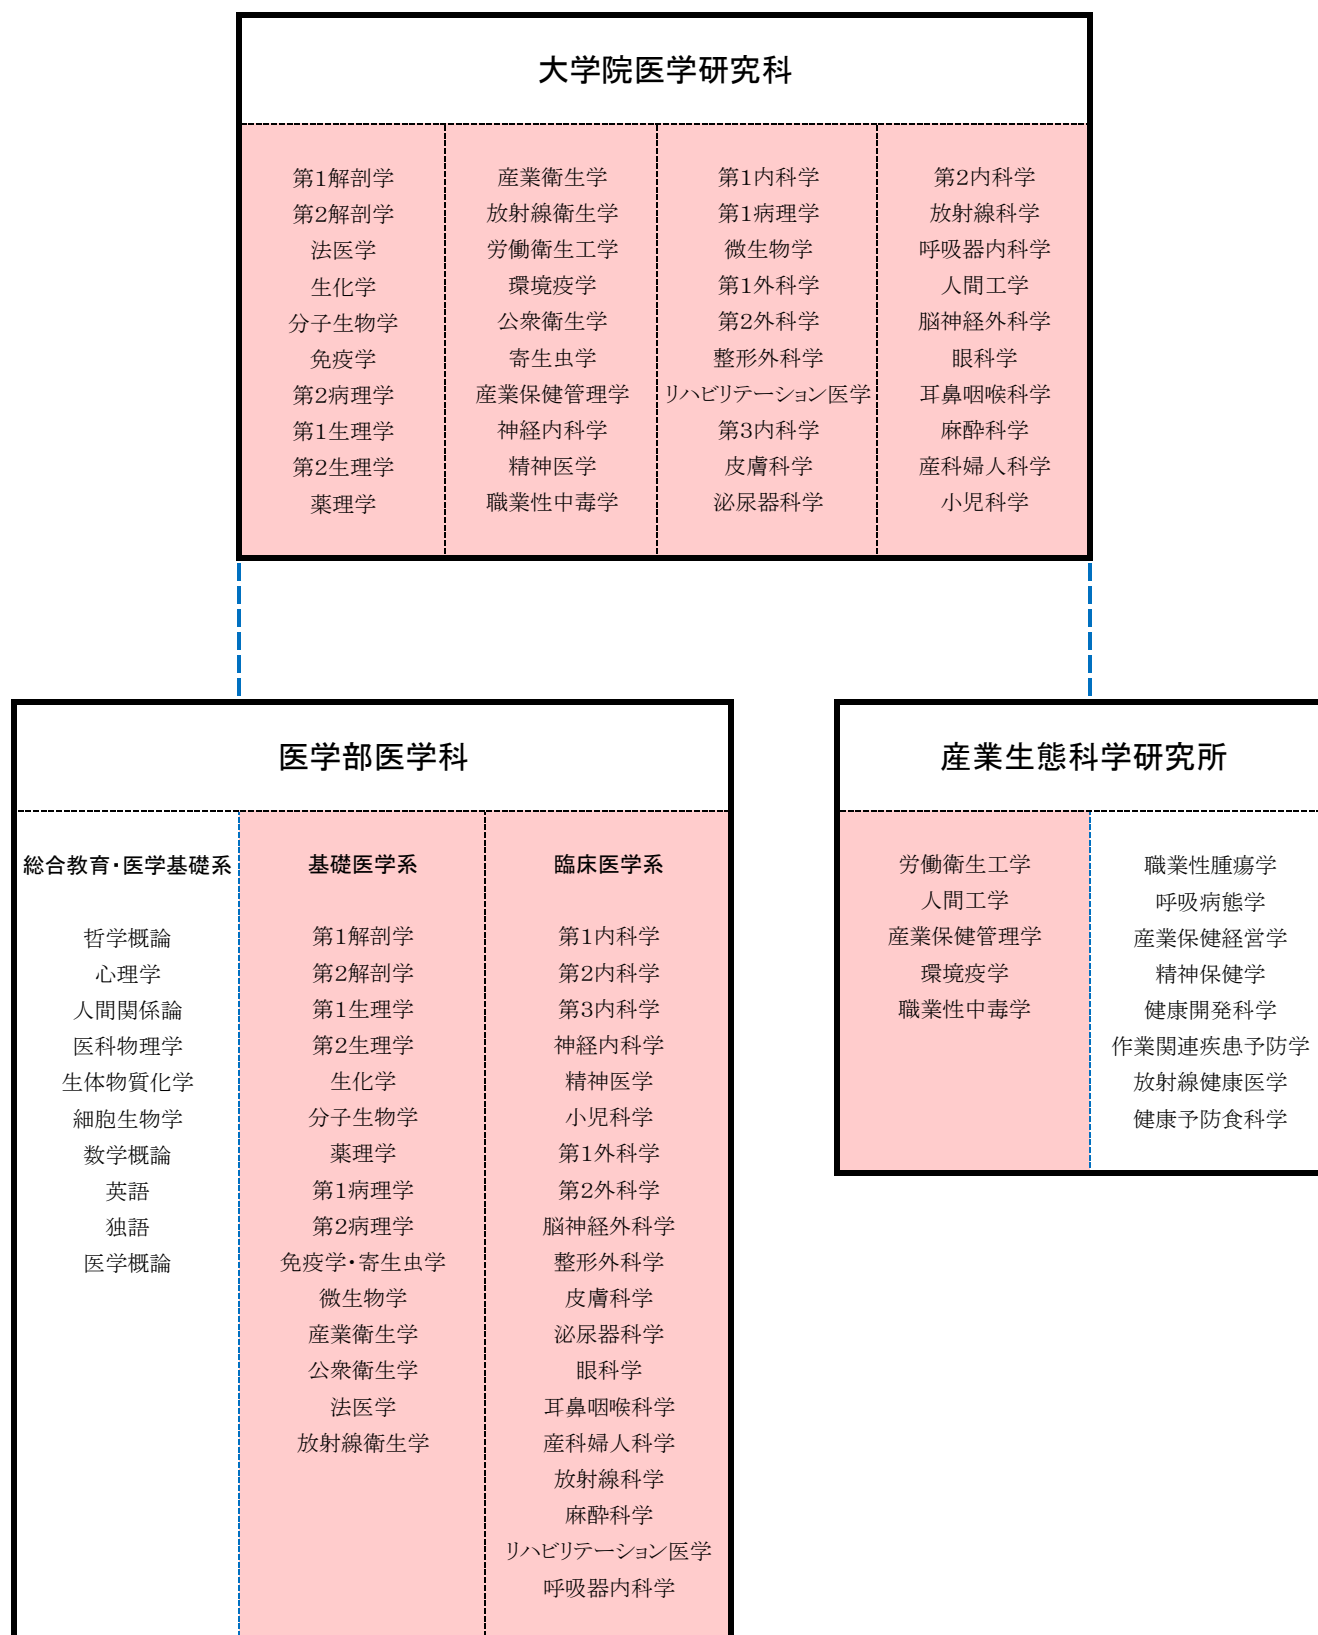 大学院医学研究科
第1解剖学
第2解剖学
法医学
生化学
分子生物学
免疫学
第2病理学
第1生理学
第2生理学
薬理学
産業衛生学
放射線衛生学
労働衛生工学
環境疫学
公衆衛生学
寄生虫学
産業保健管理学
神経内科学
精神医学
職業性中毒学
第1内科学
第1病理学
微生物学
第1外科学
第2外科学
整形外科学
リハビリテーション医学
第3内科学
皮膚科学
泌尿器科学
第2内科学
放射線科学
呼吸器内科学
人間工学
脳神経外科学
眼科学
耳鼻咽喉科学
麻酔科学
産科婦人科学
小児科学
医学部医学科
総合教育・医学基礎系
哲学概論
心理学
人間関係論
医科物理学
生体物質化学
細胞生物学
数学概論
英語
独語
医学概論
基礎医学系
第1解剖学
第2解剖学
第1生理学
第2生理学
生化学
分子生物学
薬理学
第1病理学
第2病理学
免疫学・寄生虫学
微生物学
産業衛生学
公衆衛生学
法医学
放射線衛生学
臨床医学系
第1内科学
第2内科学
第3内科学
神経内科学
精神医学
小児科学
第1外科学
第2外科学
脳神経外科学
整形外科学
皮膚科学
泌尿器科学
眼科学
耳鼻咽喉科学
産科婦人科学
放射線科学
麻酔科学
リハビリテーション医学
呼吸器内科学
産業生態科学研究所
労働衛生工学
人間工学
産業保健管理学
環境疫学
職業性中毒学
職業性腫瘍学
呼吸病態学
産業保健経営学
精神保健学
健康開発科学
作業関連疾患予防学
放射線健康医学
健康予防食科学